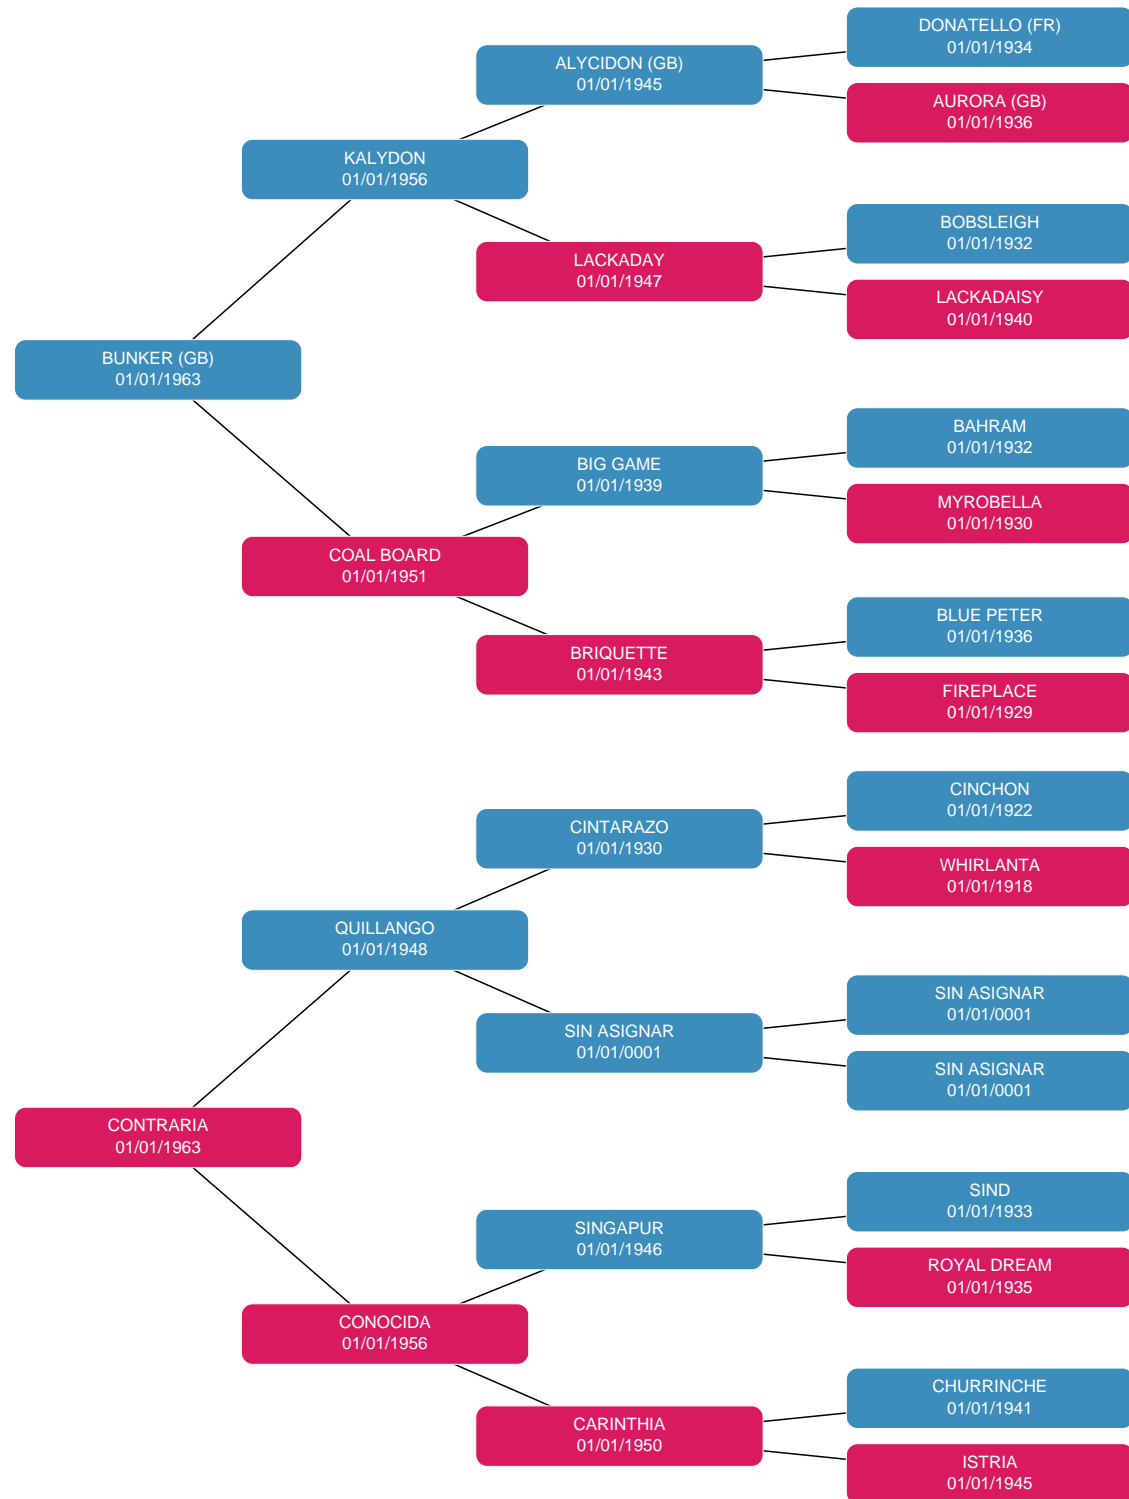 DONATELLO (FR)
01/01/1934
ALYCIDON (GB)
01/01/1945
AURORA (GB)
01/01/1936
KALYDON
01/01/1956
BOBSLEIGH
01/01/1932
LACKADAY
01/01/1947
LACKADAISY
01/01/1940
BUNKER (GB)
01/01/1963
BAHRAM
01/01/1932
BIG GAME
01/01/1939
MYROBELLA
01/01/1930
COAL BOARD
01/01/1951
BLUE PETER
01/01/1936
BRIQUETTE
01/01/1943
FIREPLACE
01/01/1929
CINCHON
01/01/1922
CINTARAZO
01/01/1930
WHIRLANTA
01/01/1918
QUILLANGO
01/01/1948
SIN ASIGNAR
01/01/0001
SIN ASIGNAR
01/01/0001
SIN ASIGNAR
01/01/0001
CONTRARIA
01/01/1963
SIND
01/01/1933
SINGAPUR
01/01/1946
ROYAL DREAM
01/01/1935
CONOCIDA
01/01/1956
CHURRINCHE
01/01/1941
CARINTHIA
01/01/1950
ISTRIA
01/01/1945